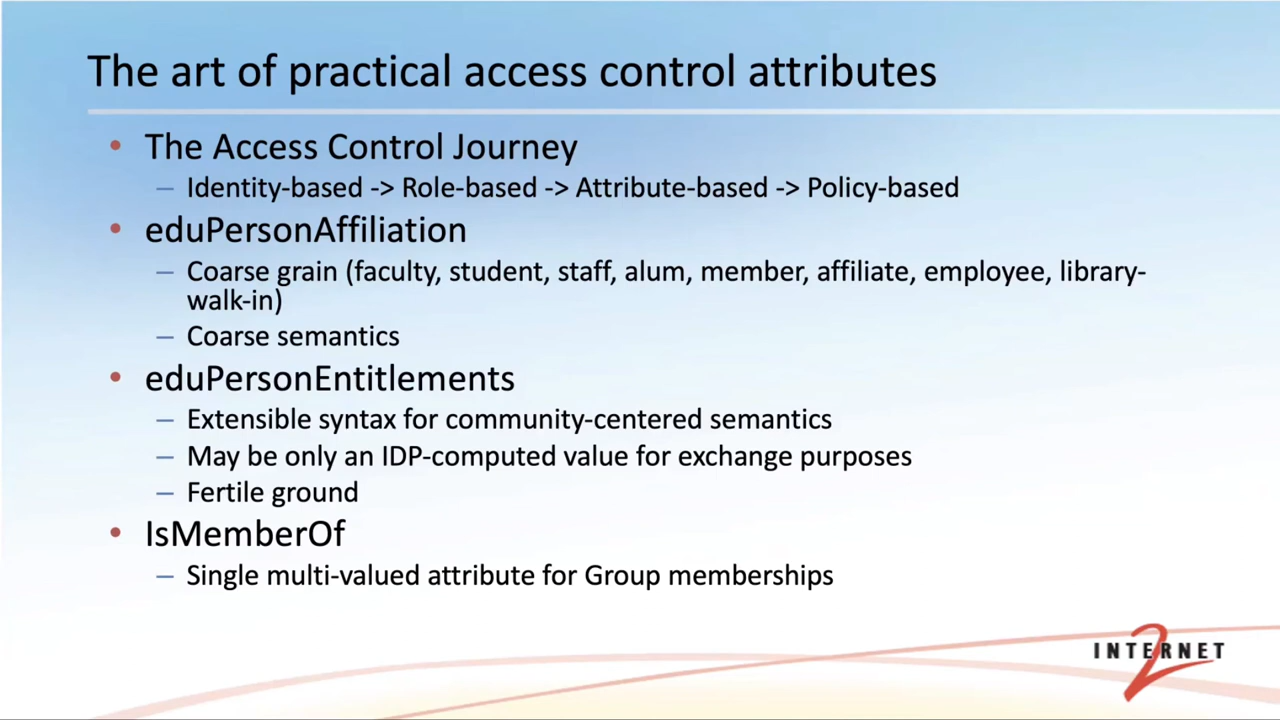 The art of practical access control attributes
• The Access Control Journey
– Identity-based -> Role-based -> Attribute-based -> Policy-based
• eduPersonAffiliation
– Coarse grain (faculty, student, staff, alum, member, affiliate, employee, library-
walk-in)
– Coarse semantics
• eduPersonEntitlements
– Extensible syntax for community-centered semantics
– May be only an IDP-computed value for exchange purposes
– Fertile ground
• IsMemberOf
– Single multi-valued attribute for Group memberships
INTERNET
2